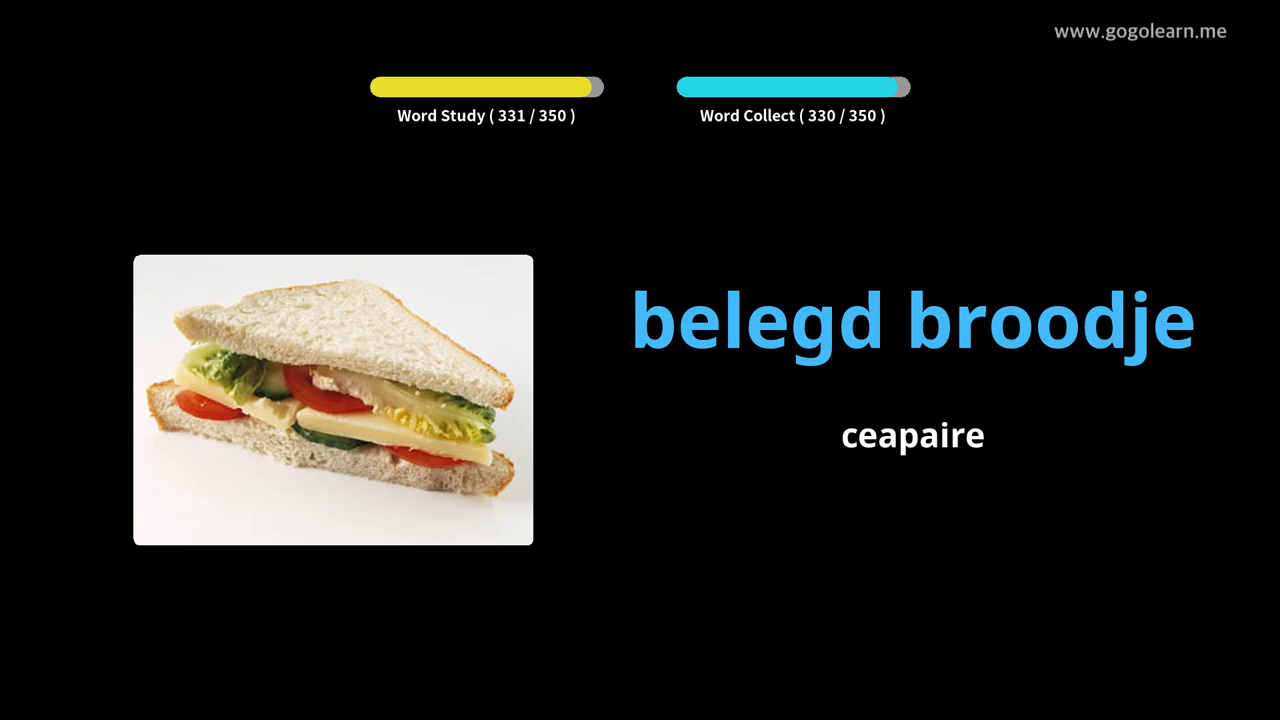 www.gogolearn.me
Word Study ( 331 / 350 )
Word Collect ( 330 / 350 )
belegd broodje
ceapaire